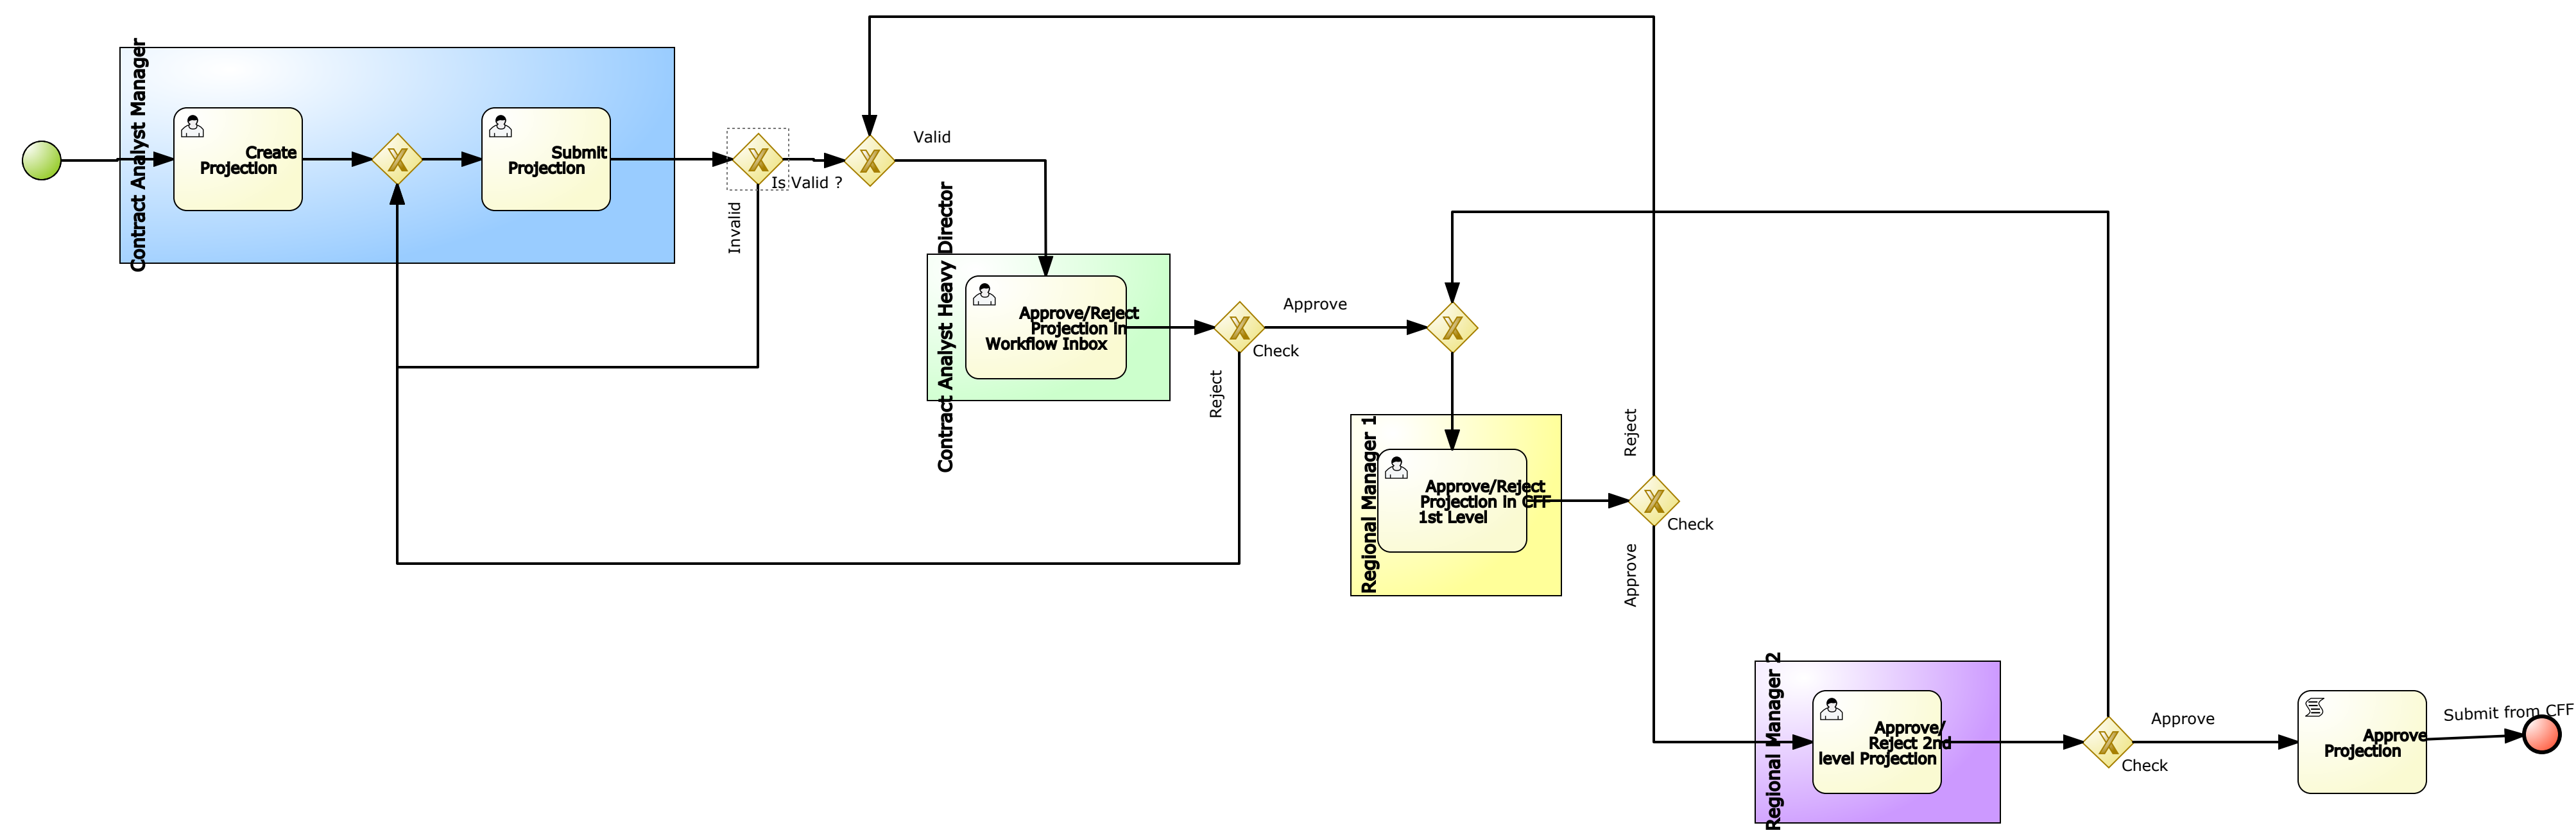 Contract Analyst Manager
Create
Projection
Submit
Projection
Is Valid ?
Invalid
Valid
Contract Analyst Heavy Director
Approve/Reject
Projection in
Workflow Inbox
Approve
Check
Reject
Regional Manager 1
Approve/Reject
Projection in CFF
1st Level
Reject
Check
Approve
Regional Manager 2
Approve/
Reject 2nd
level Projection
Approve
Check
Approve
Projection
Submit from CFF